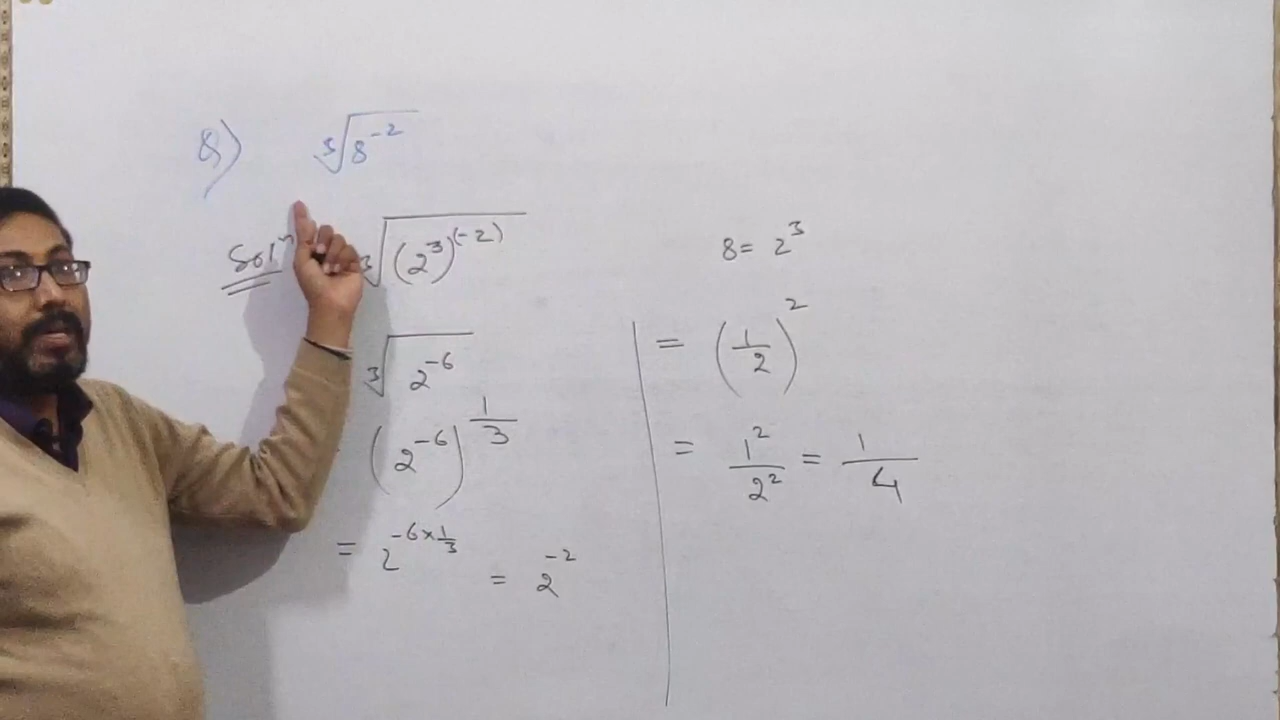 Q) ∛(8⁻²)
Solⁿ ∛((2³)⁽⁻²⁾)
∛(2⁻⁶)
(2⁻⁶)^(1/3)
= 2^(-6×1/3) = 2⁻²
8 = 2³
= (1/2)²
= 1²/2² = 1/4